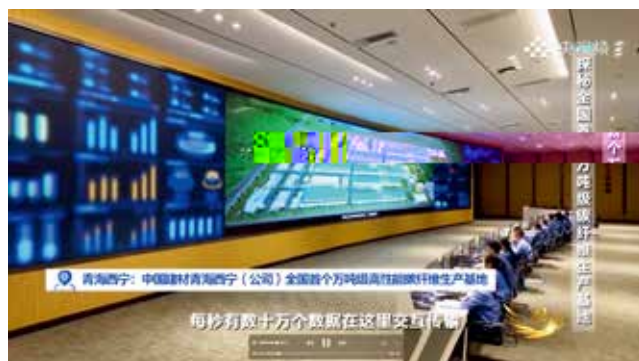 央视频
探秘全国首个万吨级碳纤维生产基地
青海西宁:中国建材青海西宁(公司)全国首个万吨级高性能碳纤维生产基地
每秒有数十万个数据在这里交互传输